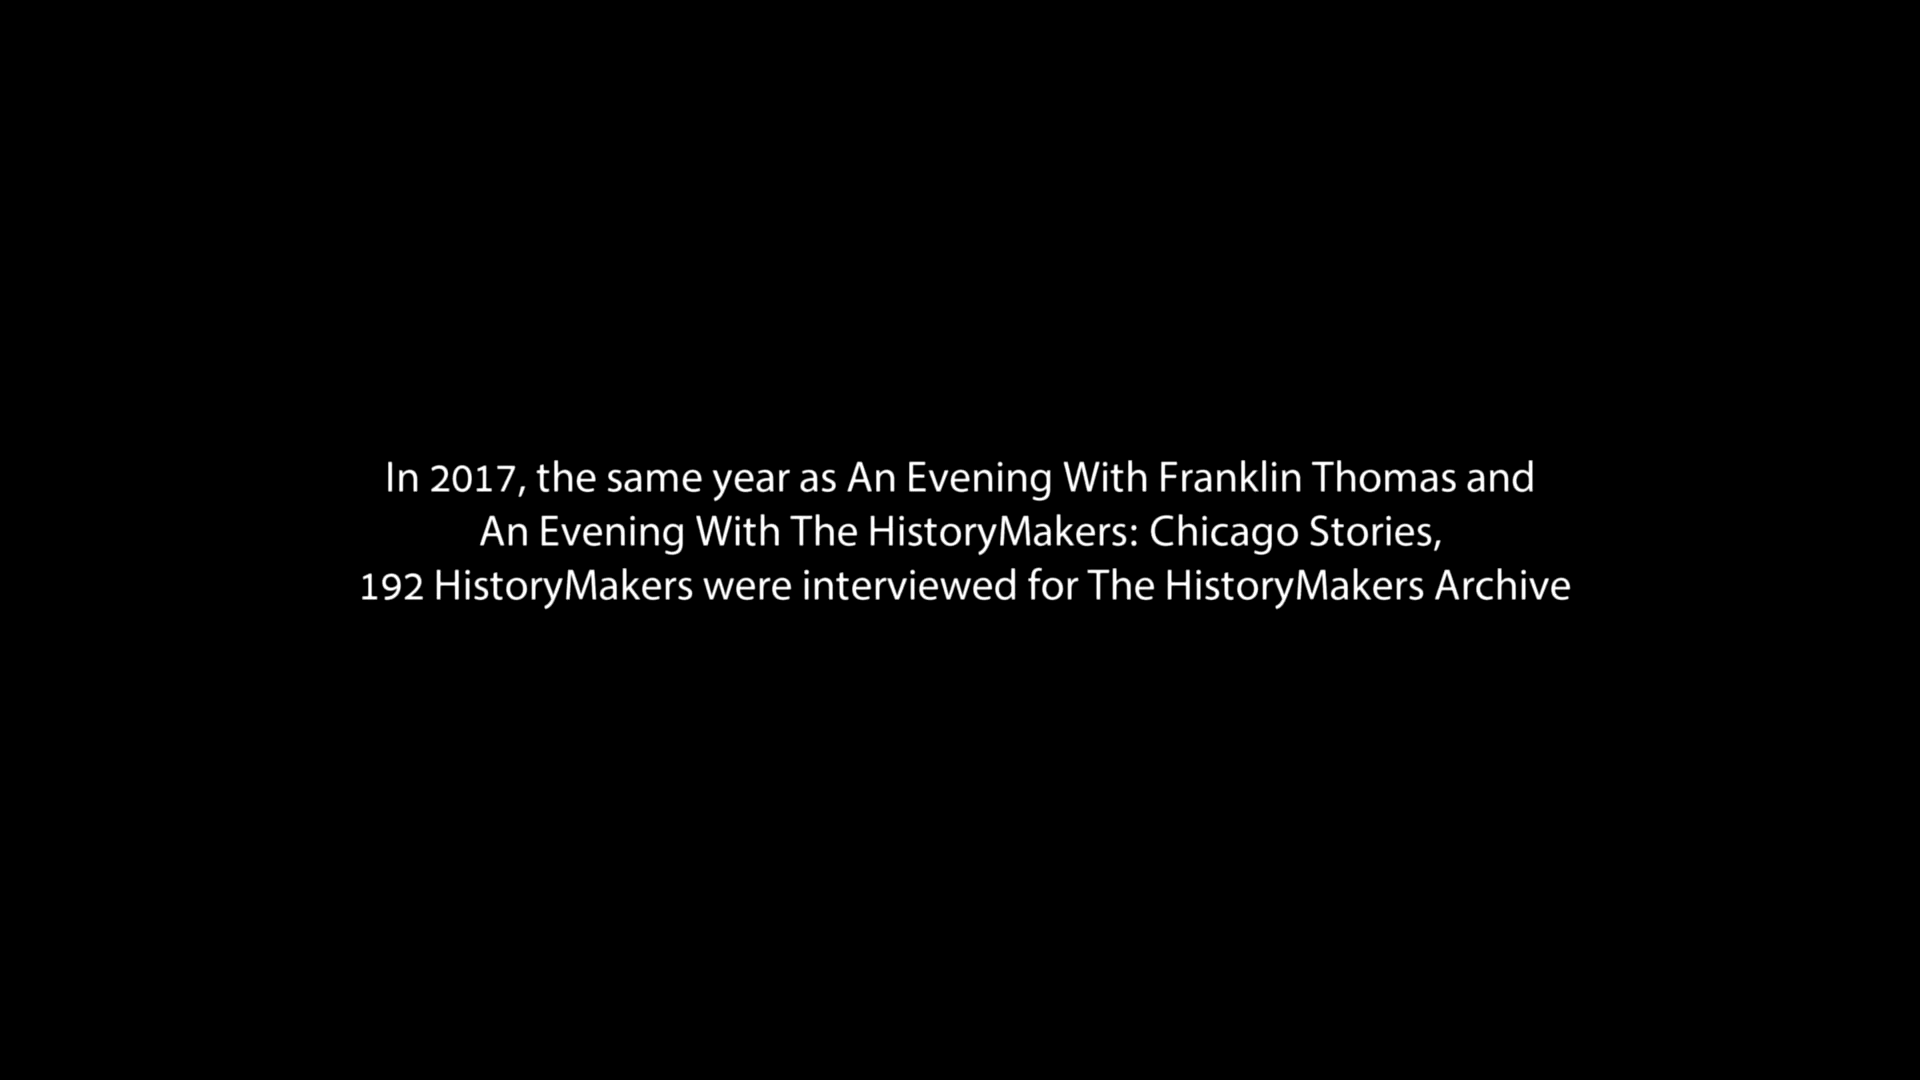 In 2017, the same year as An Evening With Franklin Thomas and
An Evening With The HistoryMakers: Chicago Stories,
192 HistoryMakers were interviewed for The HistoryMakers Archive